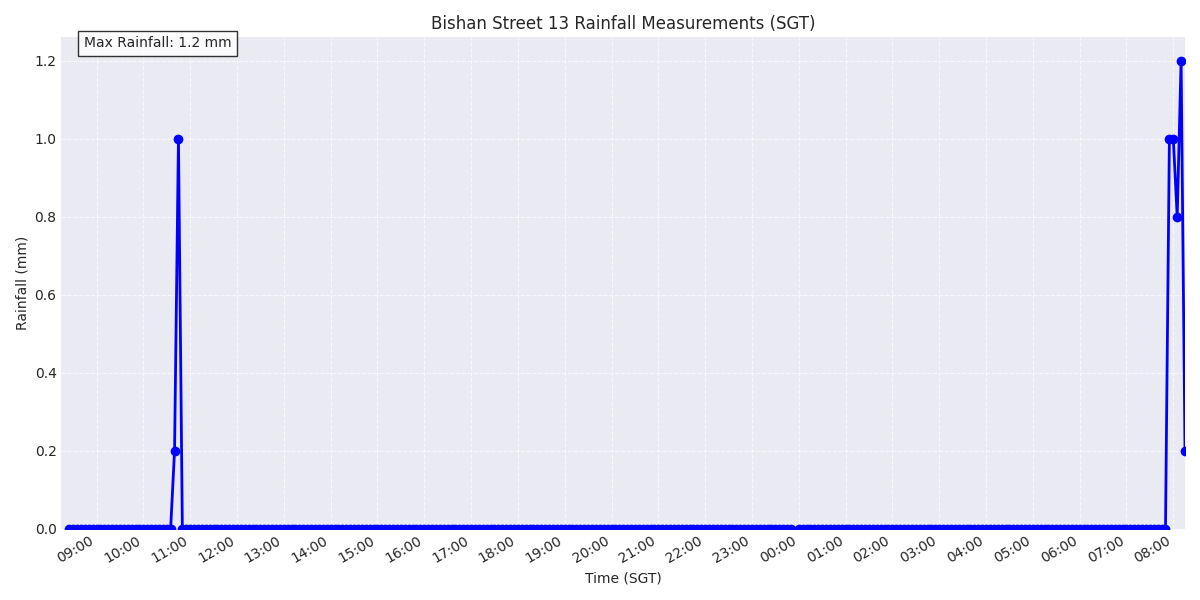 Bishan Street 13 Rainfall Measurements (SGT)
Max Rainfall: 1.2 mm
1.2
1.0
0.8
0.6
0.4
0.2
0.0
Rainfall (mm)
09:00 10:00 11:00 12:00 13:00 14:00 15:00 16:00 17:00 18:00 19:00 20:00 21:00 22:00 23:00 00:00 01:00 02:00 03:00 04:00 05:00 06:00 07:00 08:00
Time (SGT)